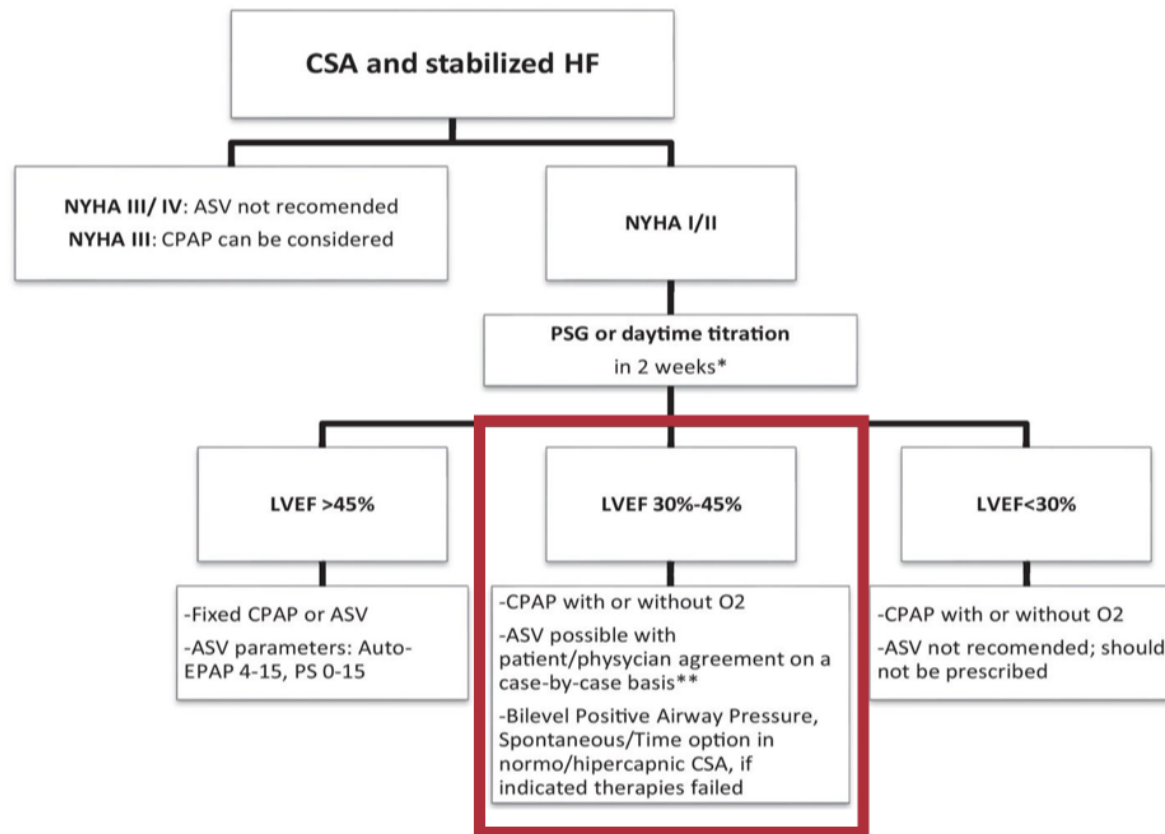 CSA and stabilized HF
NYHA III/ IV: ASV not recomended
NYHA III: CPAP can be considered
NYHA I/II
PSG or daytime titration
in 2 weeks*
LVEF >45%
LVEF 30%-45%
LVEF<30%
-Fixed CPAP or ASV
-ASV parameters: Auto-
EPAP 4-15, PS 0-15
-CPAP with or without O2
-ASV possible with
patient/physycian agreement on a
case-by-case basis**
-Bilevel Positive Airway Pressure,
Spontaneous/Time option in
normo/hipercapnic CSA, if
indicated therapies failed
-CPAP with or without O2
-ASV not recomended; should
not be prescribed